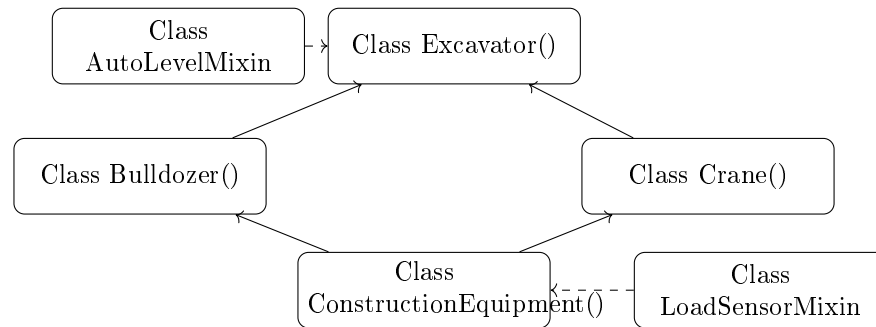 Class
AutoLevelMixin
Class Excavator()
Class Bulldozer()
Class Crane()
Class
ConstructionEquipment()
Class
LoadSensorMixin